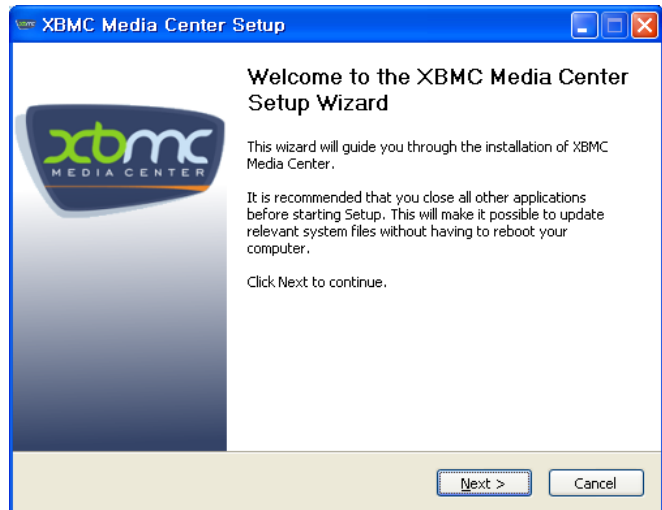 XBMC Media Center Setup
Welcome to the XBMC Media Center
Setup Wizard
xbmc
MEDIA CENTER
This wizard will guide you through the installation of XBMC
Media Center.
It is recommended that you close all other applications
before starting Setup. This will make it possible to update
relevant system files without having to reboot your
computer.
Click Next to continue.
Next >
Cancel